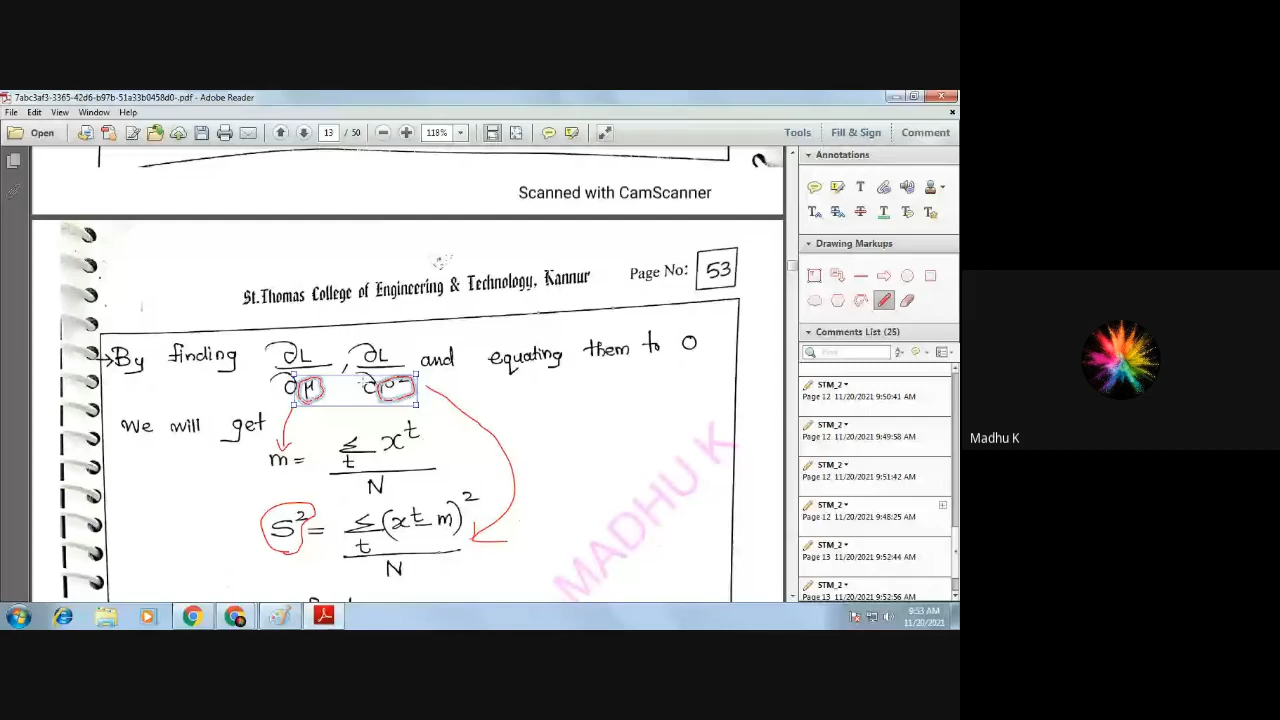 7abc3af3-3365-42d6-b97b-51a33b0458d0-.pdf - Adobe Reader
File Edit View Window Help
Open 13 / 50 118% Tools Fill & Sign Comment
Annotations
Drawing Markups
Comments List (25)
Find
STM_2
Page 12 11/20/2021 9:50:41 AM
STM_2
Page 12 11/20/2021 9:49:58 AM
STM_2
Page 12 11/20/2021 9:51:42 AM
STM_2
Page 12 11/20/2021 9:48:25 AM
STM_2
Page 13 11/20/2021 9:52:44 AM
STM_2
Page 13 11/20/2021 9:52:56 AM
Scanned with CamScanner
St.Thomas College of Engineering & Technology, Kannur Page No: 53
→ By finding ∂L/∂μ , ∂L/∂σ² and equating them to 0
we will get
m = Σ_t x^t / N
S² = Σ_t (x^t - m)² / N
MADHU K
Madhu K
9:53 AM
11/20/2021